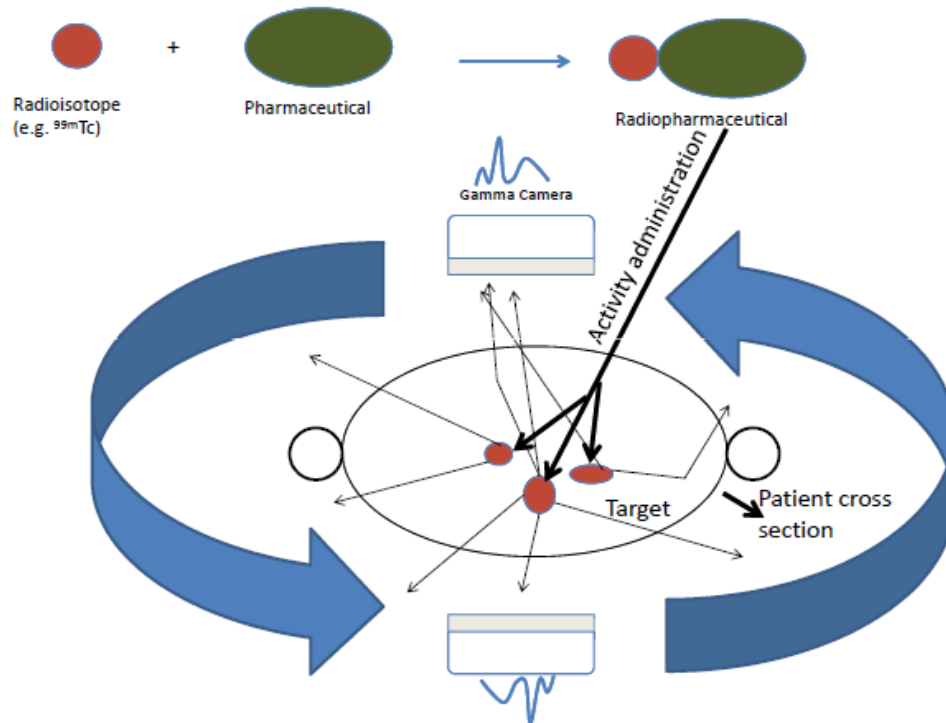 +
Radioisotope
(e.g. ⁹⁹ᵐTc)
Pharmaceutical
Radiopharmaceutical
Gamma Camera
Activity administration
Target
Patient cross
section